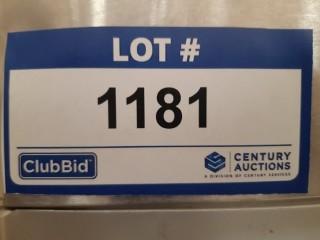 LOT #
1181
ClubBid
CENTURY
AUCTIONS
A DIVISION OF CENTURY SERVICES